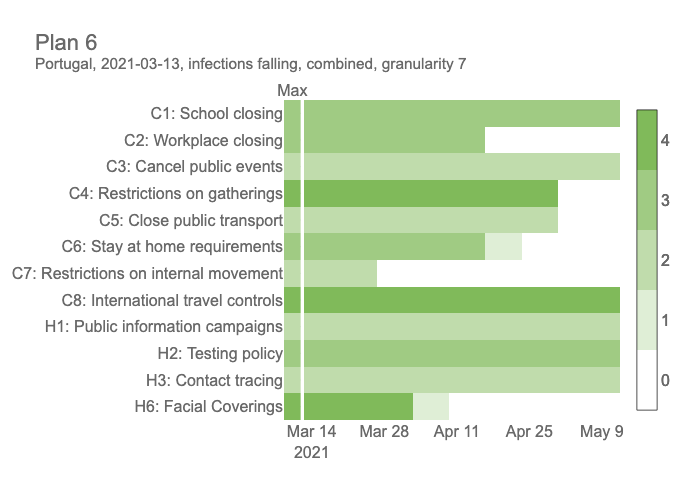 Plan 6
Portugal, 2021-03-13, infections falling, combined, granularity 7
Max
C1: School closing
C2: Workplace closing
C3: Cancel public events
C4: Restrictions on gatherings
C5: Close public transport
C6: Stay at home requirements
C7: Restrictions on internal movement
C8: International travel controls
H1: Public information campaigns
H2: Testing policy
H3: Contact tracing
H6: Facial Coverings
Mar 14 Mar 28 Apr 11 Apr 25 May 9
2021
4
3
2
1
0